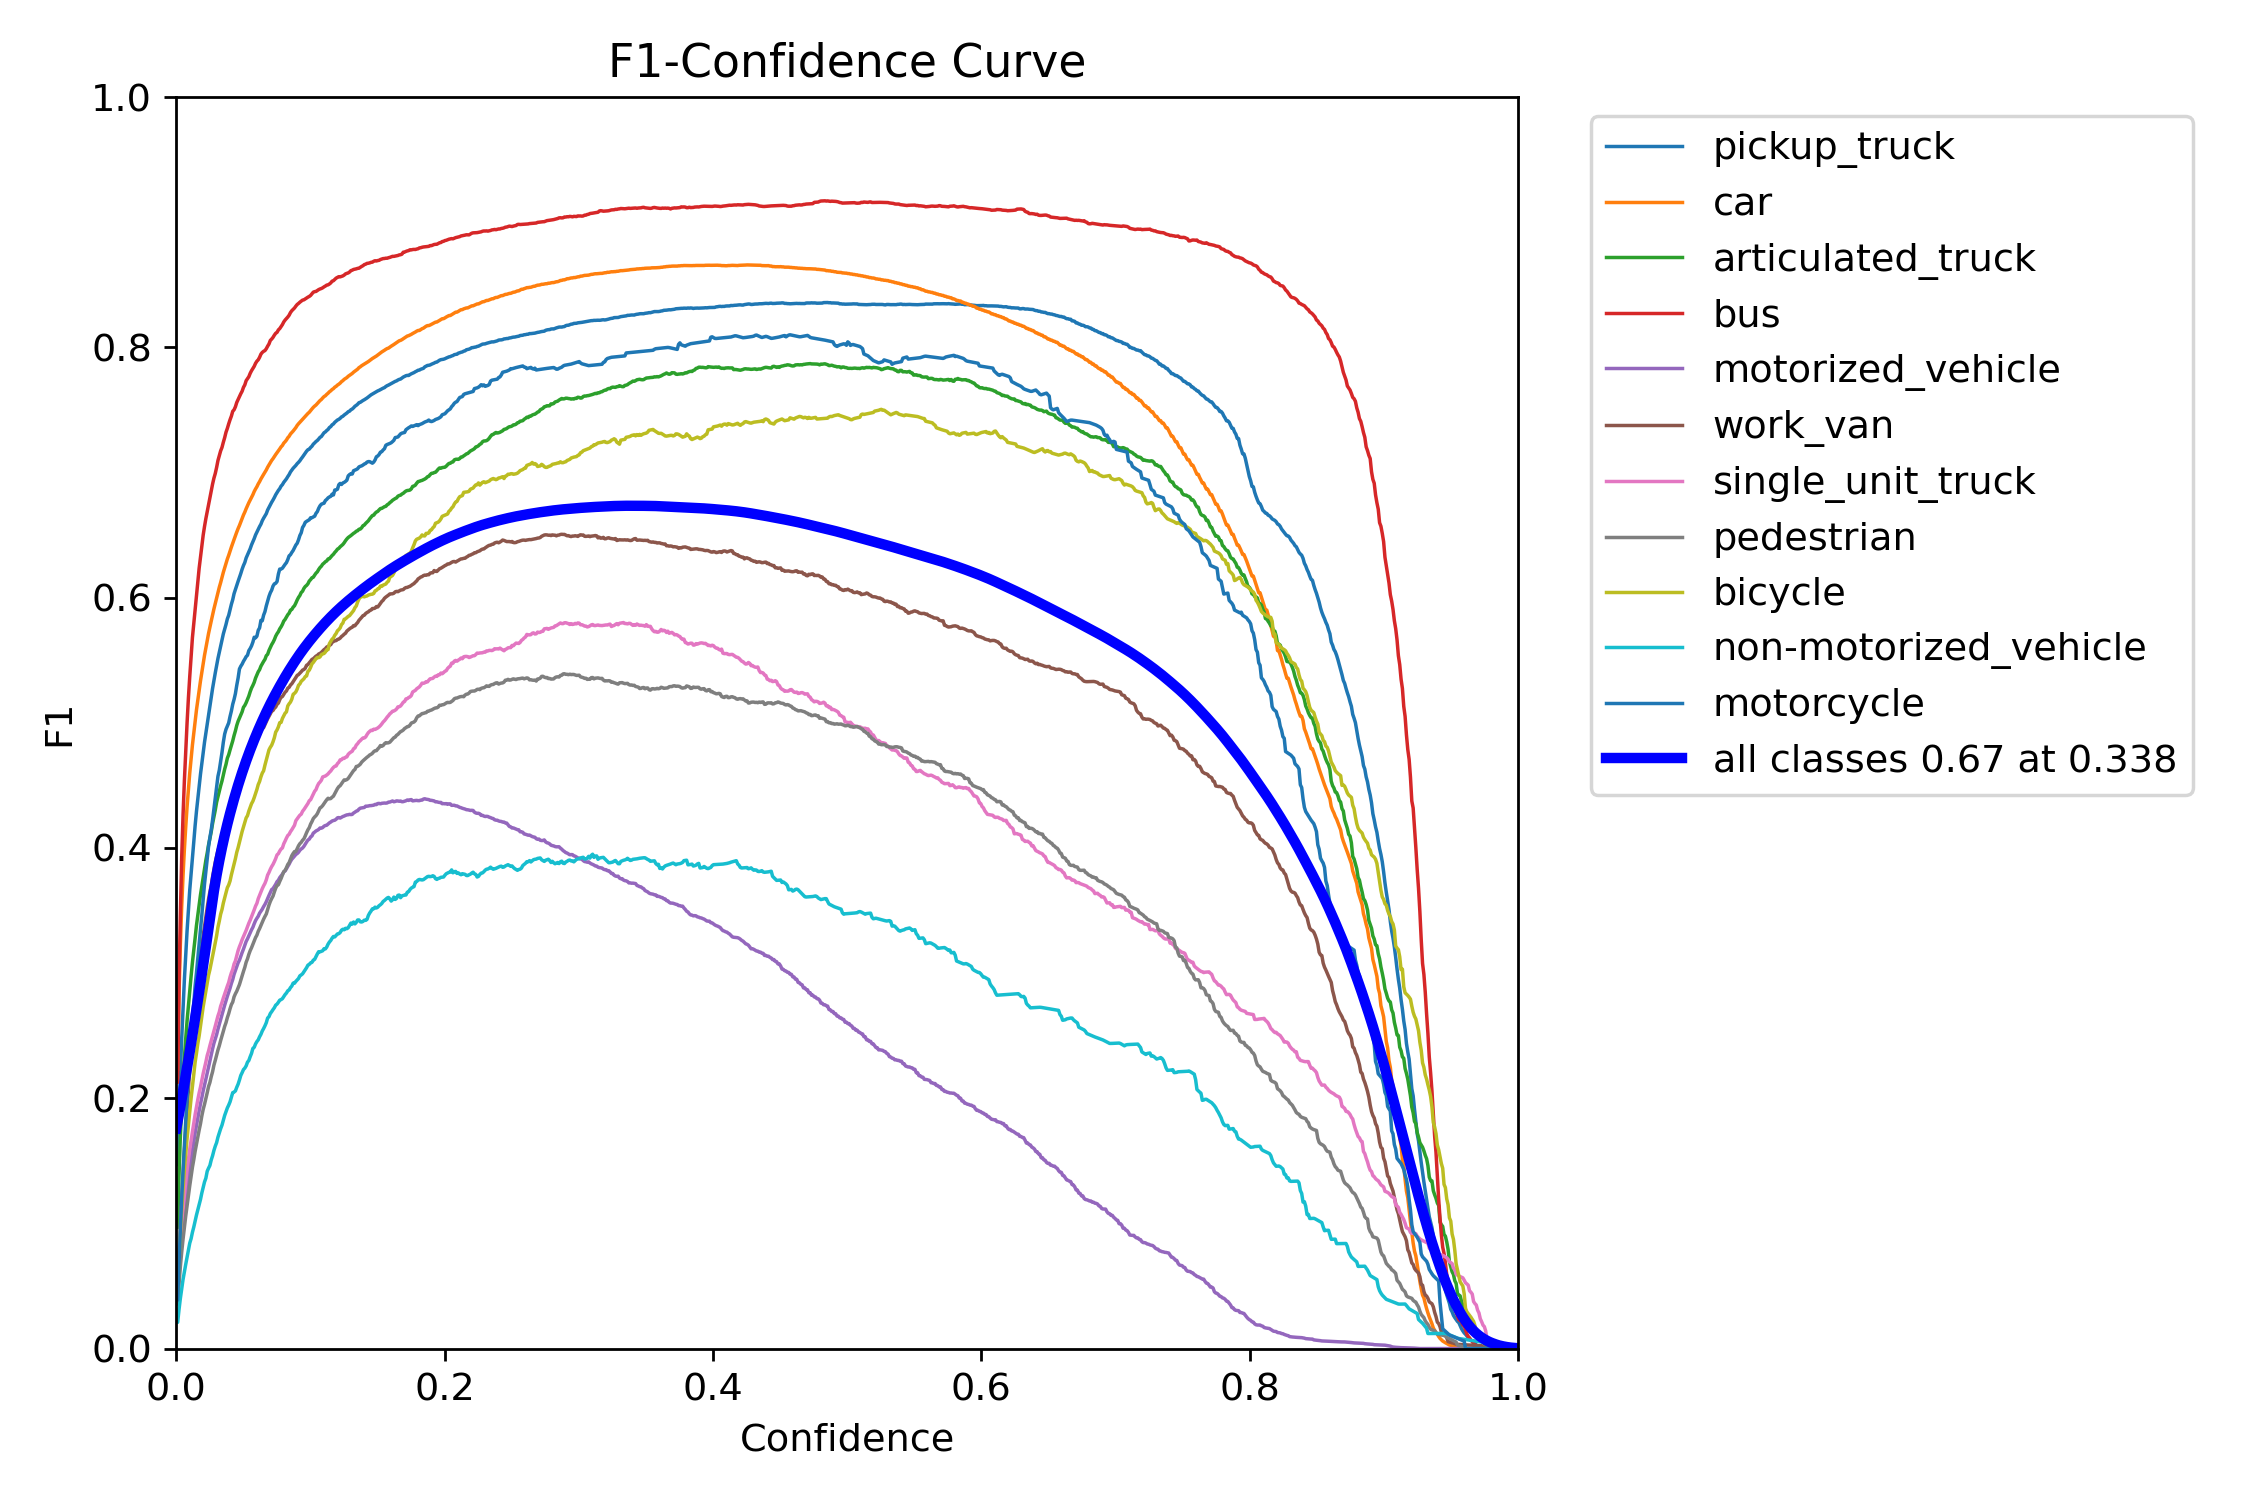 F1-Confidence Curve
1.0
0.8
0.6
0.4
0.2
0.0
F1
0.0 0.2 0.4 0.6 0.8 1.0
Confidence
pickup_truck
car
articulated_truck
bus
motorized_vehicle
work_van
single_unit_truck
pedestrian
bicycle
non-motorized_vehicle
motorcycle
all classes 0.67 at 0.338